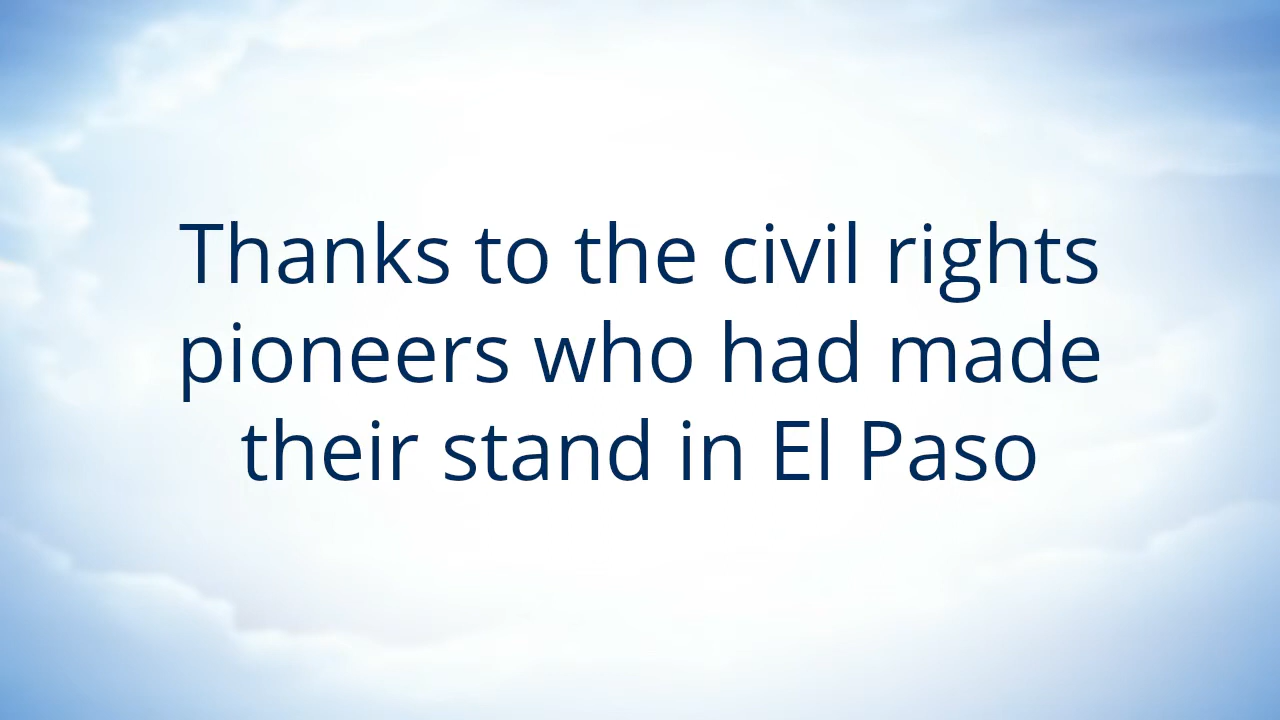 Thanks to the civil rights
pioneers who had made
their stand in El Paso